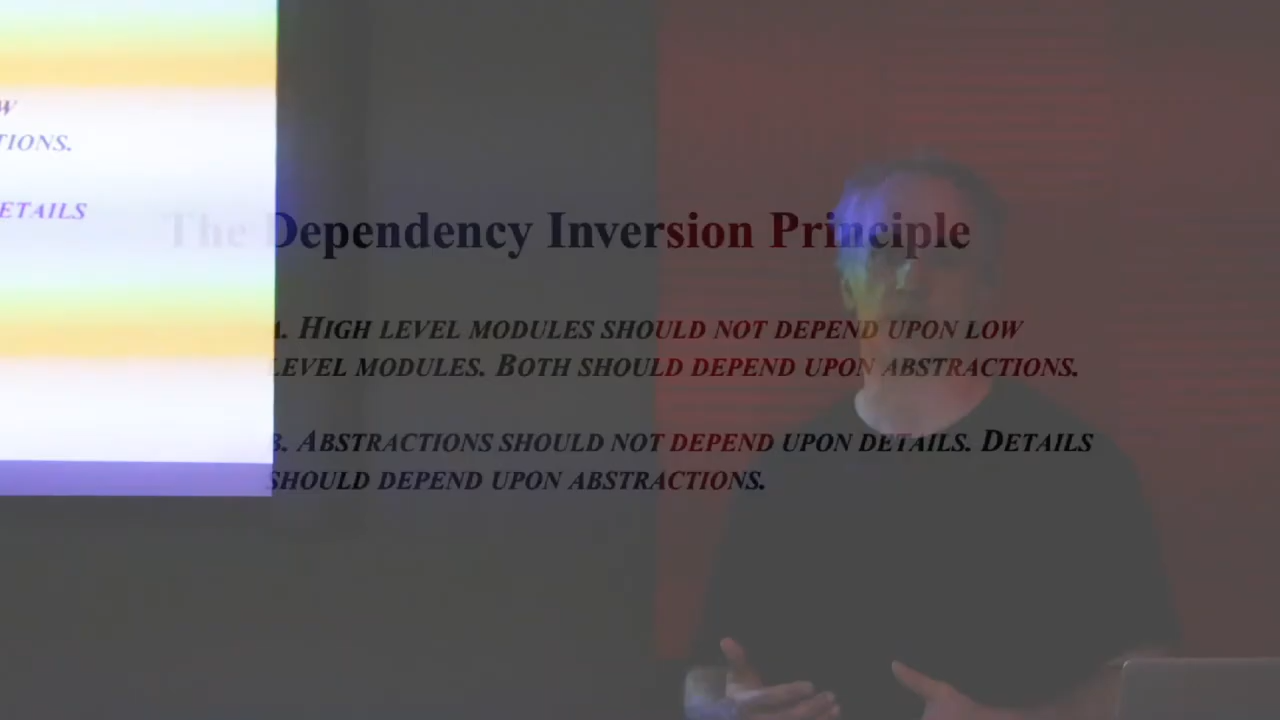 W
TIONS.
ETAILS
The Dependency Inversion Principle
A. HIGH LEVEL MODULES SHOULD NOT DEPEND UPON LOW
LEVEL MODULES. BOTH SHOULD DEPEND UPON ABSTRACTIONS.
B. ABSTRACTIONS SHOULD NOT DEPEND UPON DETAILS. DETAILS
SHOULD DEPEND UPON ABSTRACTIONS.